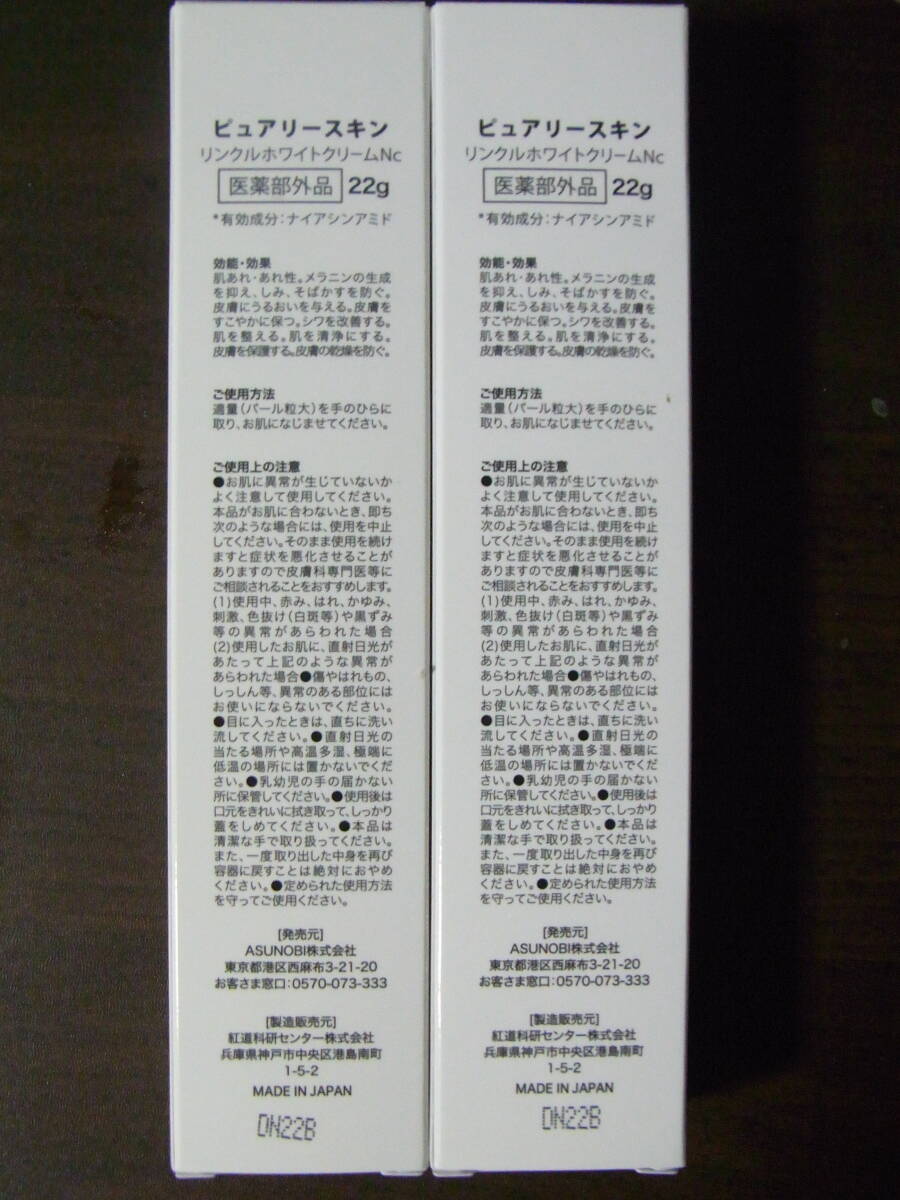 ピュアリースキン
リンクルホワイトクリームNc
医薬部外品 22g
*有効成分:ナイアシンアミド
効能・効果
肌あれ・あれ性。メラニンの生成
を抑え、しみ、そばかすを防ぐ。
皮膚にうるおいを与える。皮膚を
すこやかに保つ。シワを改善する。
肌を整える。肌を清浄にする。
皮膚を保護する。皮膚の乾燥を防ぐ。
ご使用方法
適量(パール粒大)を手のひらに
取り、お肌になじませてください。
ご使用上の注意
●お肌に異常が生じていないか
よく注意して使用してください。
本品がお肌に合わないとき、即ち
次のような場合には、使用を中止
してください。そのまま使用を続け
ますと症状を悪化させることが
ありますので皮膚科専門医等に
ご相談されることをおすすめします。
(1)使用中、赤み、はれ、かゆみ、
刺激、色抜け(白斑等)や黒ずみ
等の異常があらわれた場合
(2)使用したお肌に、直射日光が
あたって上記のような異常が
あらわれた場合●傷やはれもの、
しっしん等、異常のある部位には
お使いにならないでください。
●目に入ったときは、直ちに洗い
流してください。●直射日光の
当たる場所や高温多湿、極端に
低温の場所には置かないでくだ
さい。●乳幼児の手の届かない
所に保管してください。●使用後は
口元をきれいに拭き取って、しっかり
蓋をしめてください。●本品は
清潔な手で取り扱ってください。
また、一度取り出した中身を再び
容器に戻すことは絶対におやめ
ください。●定められた使用方法
を守ってご使用ください。
[発売元]
ASUNOBI株式会社
東京都港区西麻布3-21-20
お客さま窓口:0570-073-333
[製造販売元]
紅道科研センター株式会社
兵庫県神戸市中央区港島南町
1-5-2
MADE IN JAPAN
DN22B
ピュアリースキン
リンクルホワイトクリームNc
医薬部外品 22g
*有効成分:ナイアシンアミド
効能・効果
肌あれ・あれ性。メラニンの生成
を抑え、しみ、そばかすを防ぐ。
皮膚にうるおいを与える。皮膚を
すこやかに保つ。シワを改善する。
肌を整える。肌を清浄にする。
皮膚を保護する。皮膚の乾燥を防ぐ。
ご使用方法
適量(パール粒大)を手のひらに
取り、お肌になじませてください。
ご使用上の注意
●お肌に異常が生じていないか
よく注意して使用してください。
本品がお肌に合わないとき、即ち
次のような場合には、使用を中止
してください。そのまま使用を続け
ますと症状を悪化させることが
ありますので皮膚科専門医等に
ご相談されることをおすすめします。
(1)使用中、赤み、はれ、かゆみ、
刺激、色抜け(白斑等)や黒ずみ
等の異常があらわれた場合
(2)使用したお肌に、直射日光が
あたって上記のような異常が
あらわれた場合●傷やはれもの、
しっしん等、異常のある部位には
お使いにならないでください。
●目に入ったときは、直ちに洗い
流してください。●直射日光の
当たる場所や高温多湿、極端に
低温の場所には置かないでくだ
さい。●乳幼児の手の届かない
所に保管してください。●使用後は
口元をきれいに拭き取って、しっかり
蓋をしめてください。●本品は
清潔な手で取り扱ってください。
また、一度取り出した中身を再び
容器に戻すことは絶対におやめ
ください。●定められた使用方法
を守ってご使用ください。
[発売元]
ASUNOBI株式会社
東京都港区西麻布3-21-20
お客さま窓口:0570-073-333
[製造販売元]
紅道科研センター株式会社
兵庫県神戸市中央区港島南町
1-5-2
MADE IN JAPAN
DN22B